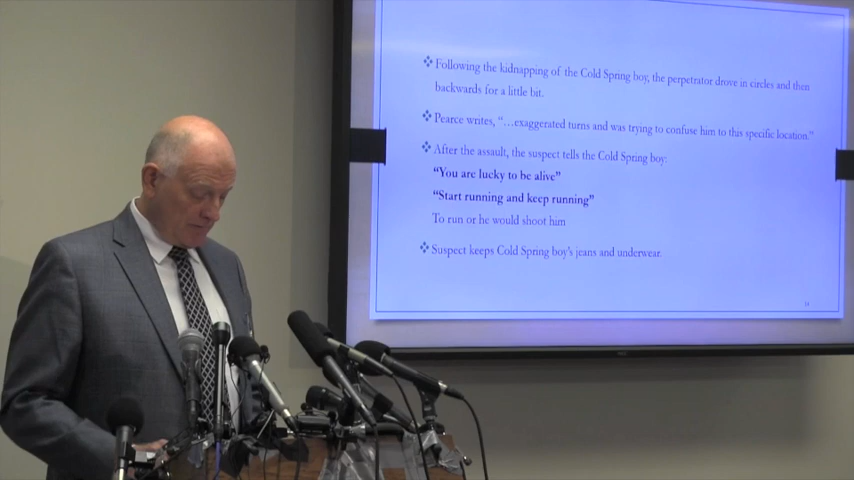 Following the kidnapping of the Cold Spring boy, the perpetrator drove in circles and then
backwards for a little bit.
Pearce writes, “…exaggerated turns and was trying to confuse him to this specific location.”
After the assault, the suspect tells the Cold Spring boy:
“You are lucky to be alive”
“Start running and keep running”
To run or he would shoot him
Suspect keeps Cold Spring boy’s jeans and underwear.